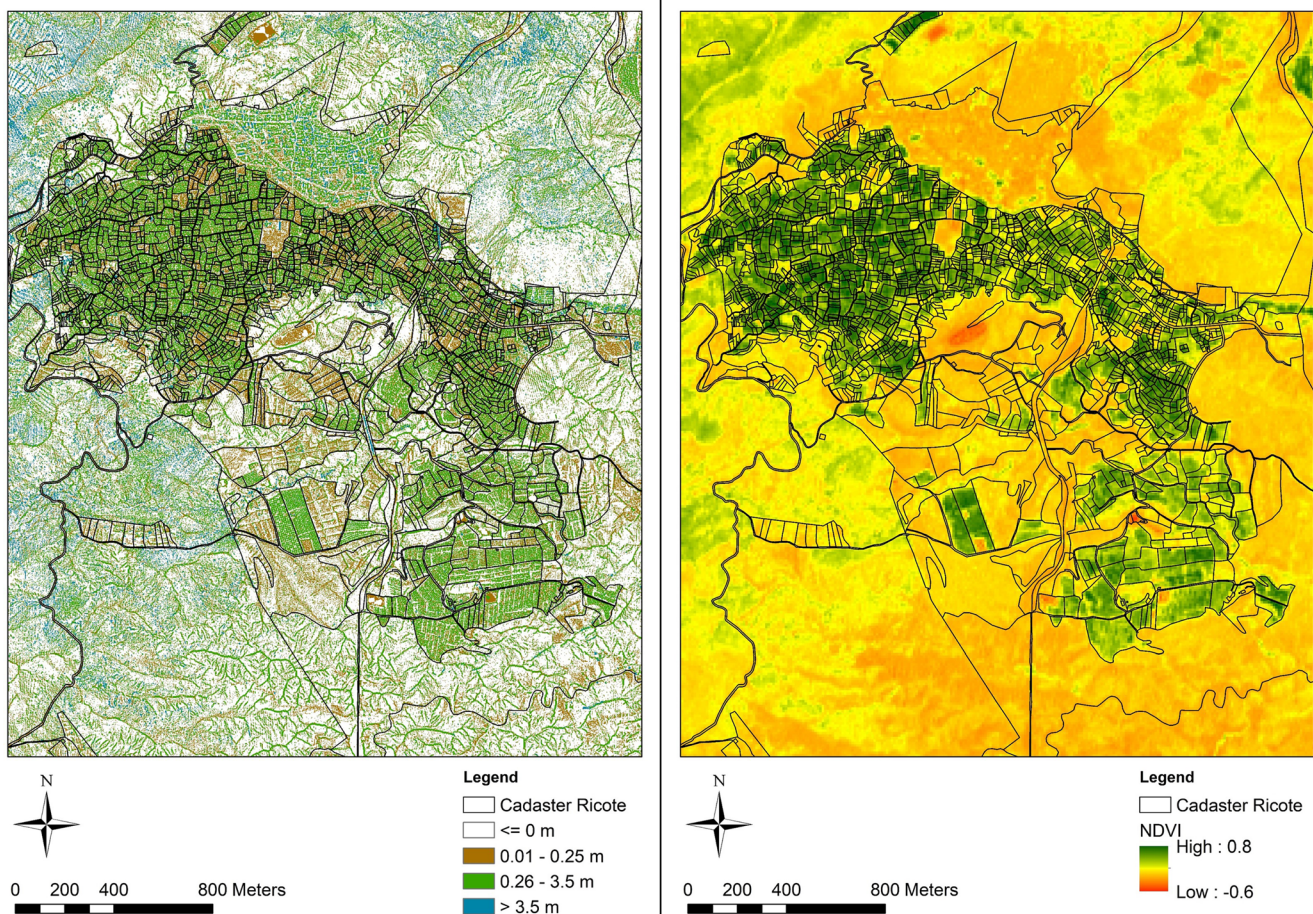 N
0 200 400 800 Meters
Legend
Cadaster Ricote
<= 0 m
0.01 - 0.25 m
0.26 - 3.5 m
> 3.5 m
N
0 200 400 800 Meters
Legend
Cadaster Ricote
NDVI
High : 0.8
Low : -0.6